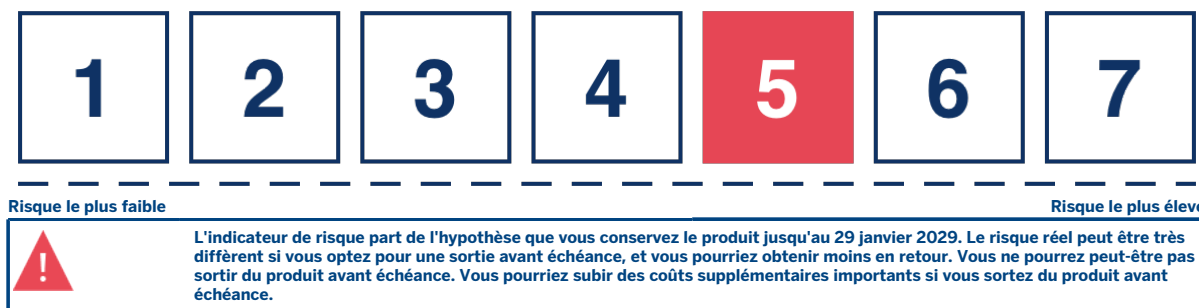 1 2 3 4 5 6 7
Risque le plus faible Risque le plus élevé
L'indicateur de risque part de l'hypothèse que vous conservez le produit jusqu'au 29 janvier 2029. Le risque réel peut être très
diffèrent si vous optez pour une sortie avant échéance, et vous pourriez obtenir moins en retour. Vous ne pourrez peut-être pas
sortir du produit avant échéance. Vous pourriez subir des coûts supplémentaires importants si vous sortez du produit avant
échéance.